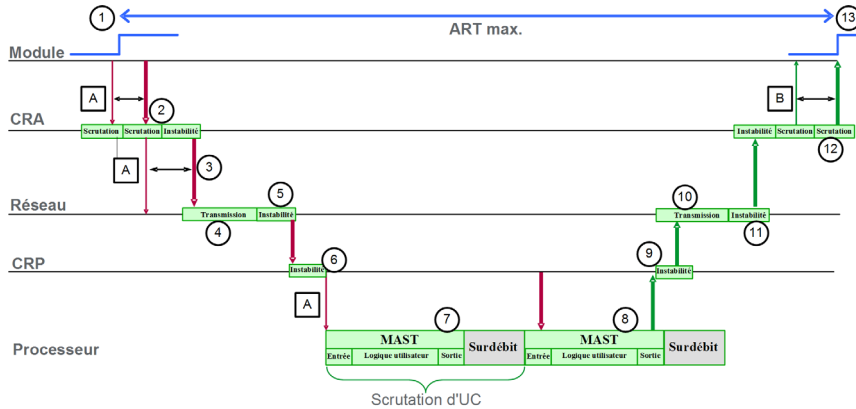 1
ART max.
13
Module
A
B
2
CRA
Scrutation Scrutation Instabilité
Instabilité Scrutation Scrutation
A
3
12
5
10
Réseau
Transmission Instabilité
Transmission Instabilité
4
11
6
9
CRP
Instabilité
Instabilité
A
7
8
MAST
Surdébit
MAST
Surdébit
Processeur
Entrée Logique utilisateur Sortie
Entrée Logique utilisateur Sortie
Scrutation d'UC